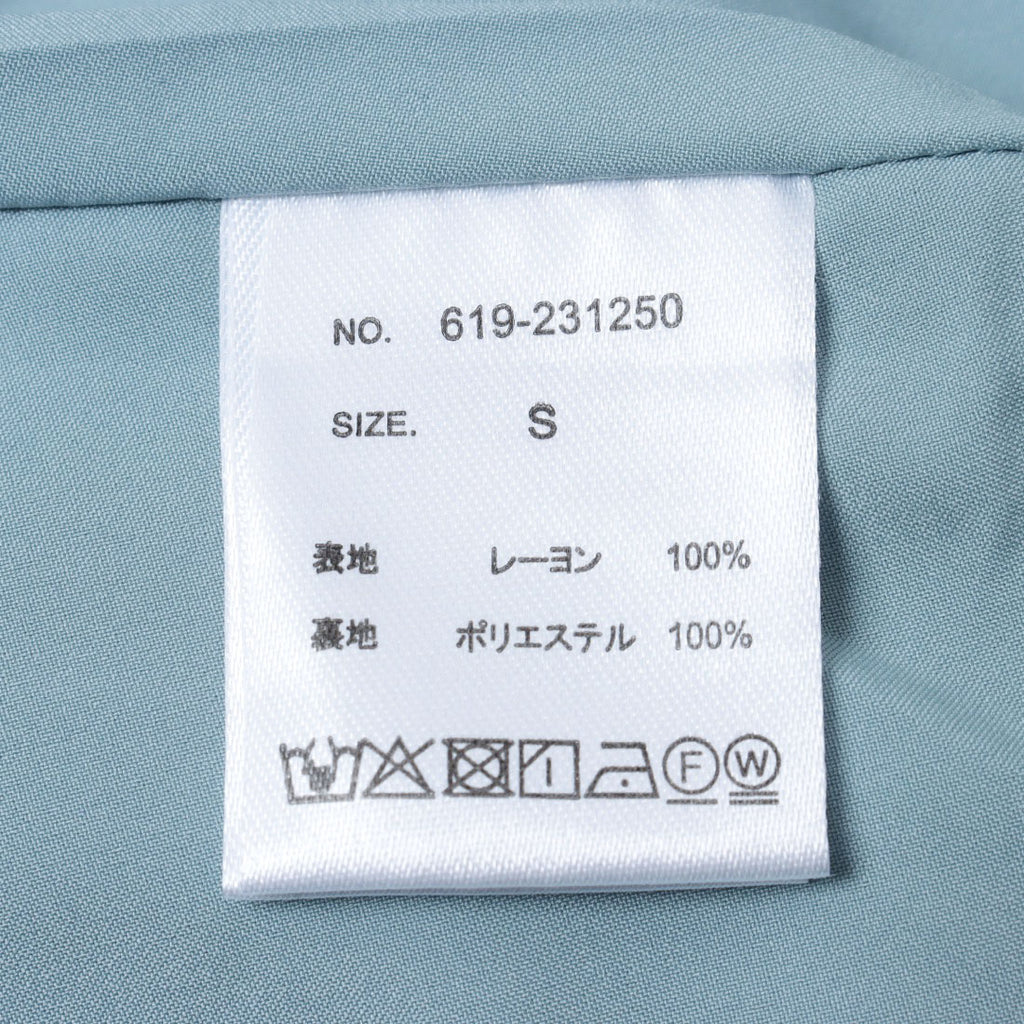 NO. 619-231250
SIZE. S
表地 レーヨン 100%
裏地 ポリエステル 100%
F W